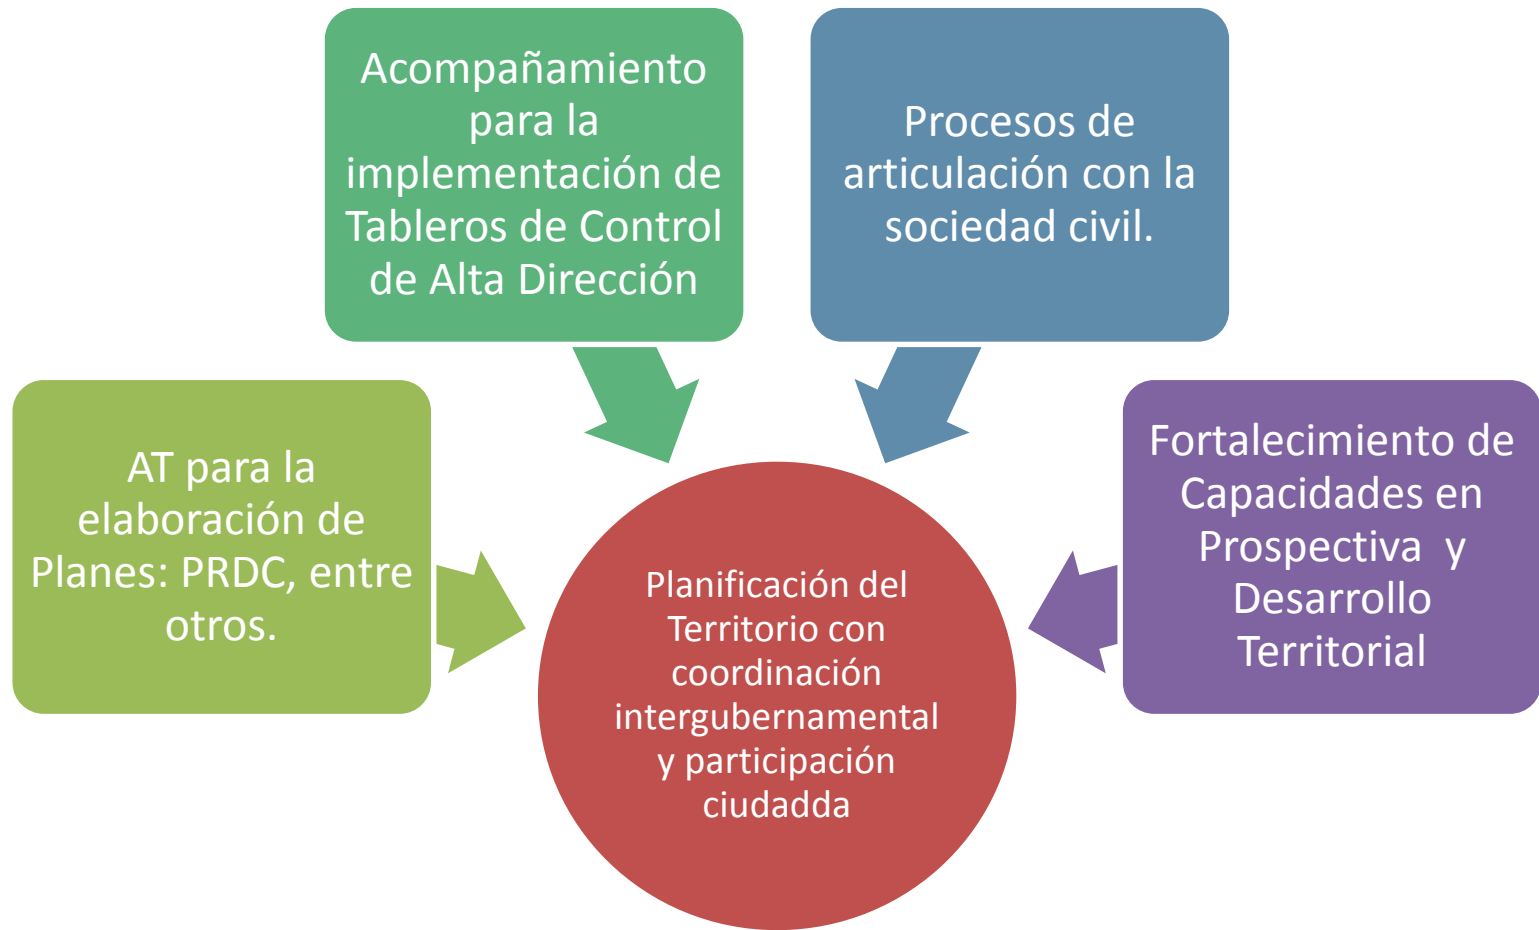 Acompañamiento
para la
implementación de
Tableros de Control
de Alta Dirección
Procesos de
articulación con la
sociedad civil.
AT para la
elaboración de
Planes: PRDC, entre
otros.
Fortalecimiento de
Capacidades en
Prospectiva y
Desarrollo
Territorial
Planificación del
Territorio con
coordinación
intergubernamental
y participación
ciudadda